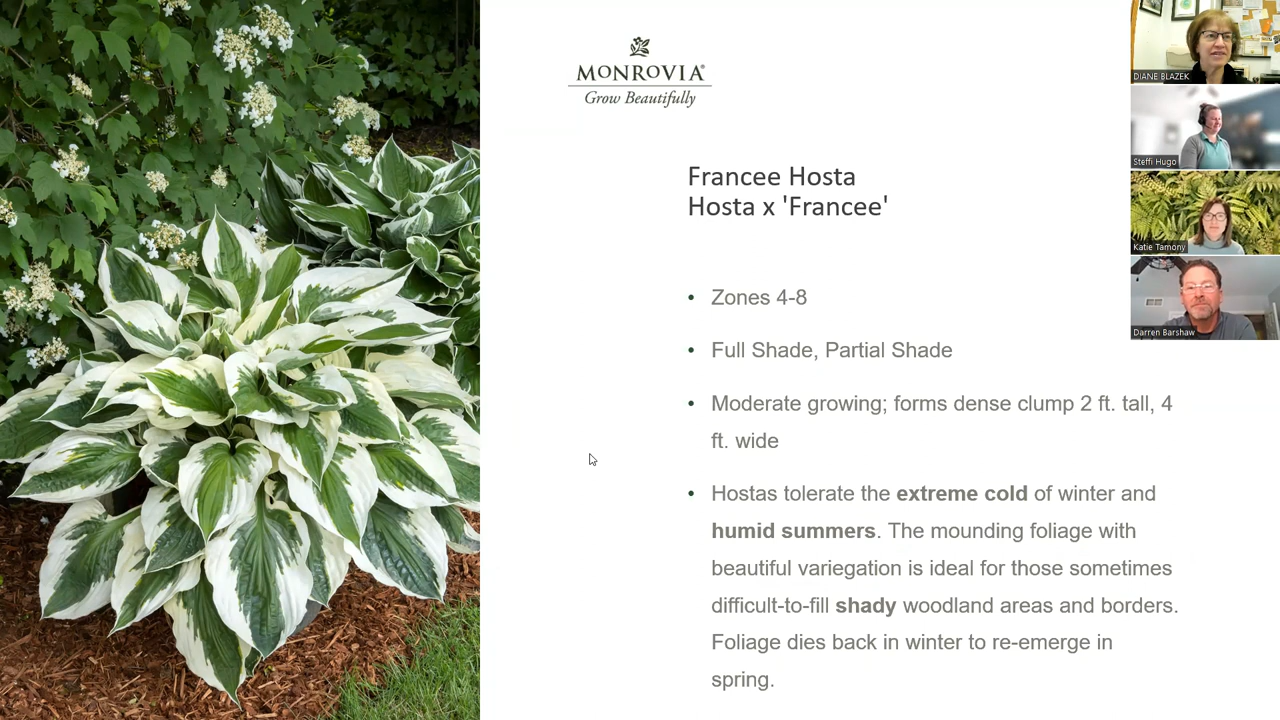 MONROVIA®
Grow Beautifully
Francee Hosta
Hosta x 'Francee'
• Zones 4-8
• Full Shade, Partial Shade
• Moderate growing; forms dense clump 2 ft. tall, 4
ft. wide
• Hostas tolerate the extreme cold of winter and
humid summers. The mounding foliage with
beautiful variegation is ideal for those sometimes
difficult-to-fill shady woodland areas and borders.
Foliage dies back in winter to re-emerge in
spring.
DIANE BLAZEK
Steffi Hugo
Katie Tamony
Darren Barshaw